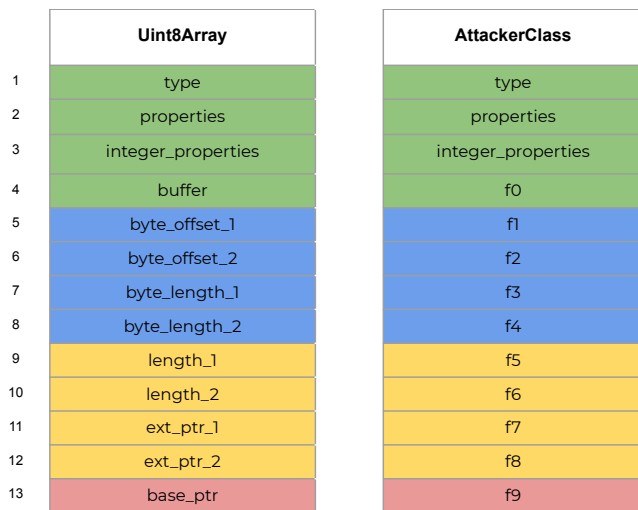 Uint8Array AttackerClass
1 type type
2 properties properties
3 integer_properties integer_properties
4 buffer f0
5 byte_offset_1 f1
6 byte_offset_2 f2
7 byte_length_1 f3
8 byte_length_2 f4
9 length_1 f5
10 length_2 f6
11 ext_ptr_1 f7
12 ext_ptr_2 f8
13 base_ptr f9